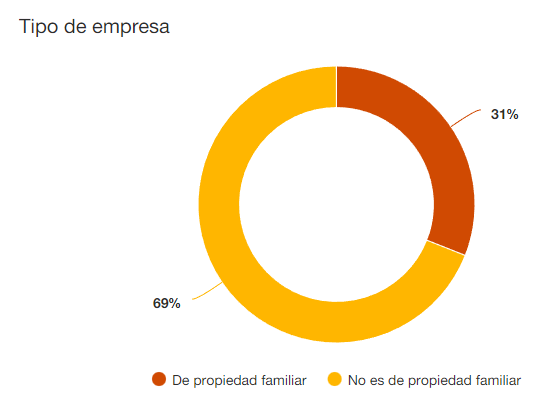 Tipo de empresa
31%
69%
De propiedad familiar
No es de propiedad familiar